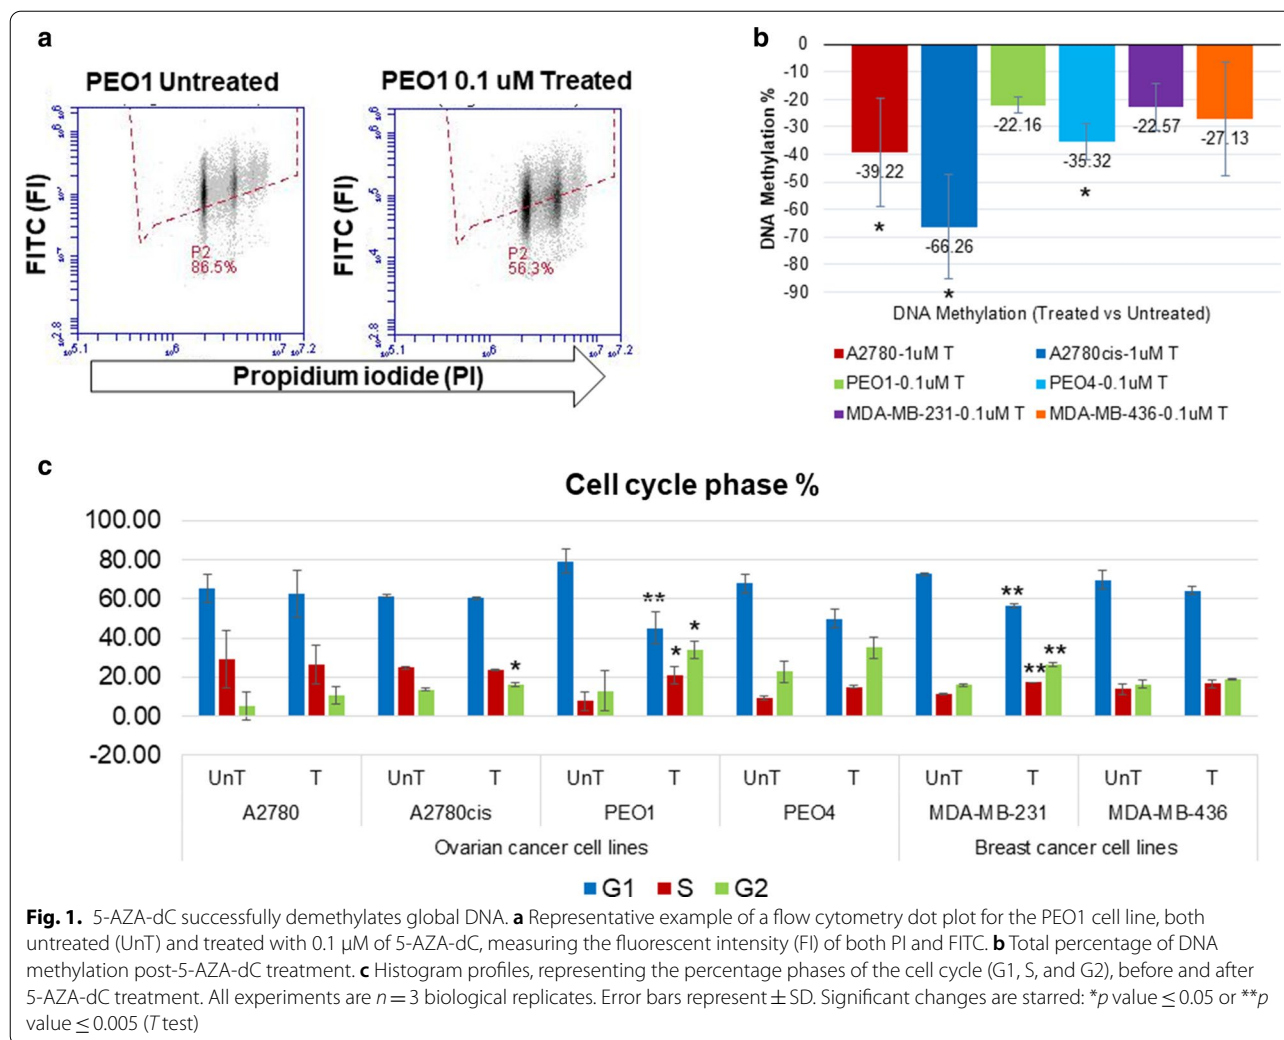 a
PEO1 Untreated
PEO1 0.1 uM Treated
FITC (FI)
P2
86.5%
FITC (FI)
P2
56.3%
Propidium iodide (PI)
b
DNA Methylation %
0
-10
-20
-30
-40
-50
-60
-70
-80
-90
-39.22
*
-66.26
*
-22.16
-35.32
*
-22.57
-27.13
DNA Methylation (Treated vs Untreated)
A2780-1uM T
A2780cis-1uM T
PEO1-0.1uM T
PEO4-0.1uM T
MDA-MB-231-0.1uM T
MDA-MB-436-0.1uM T
c
Cell cycle phase %
100.00
80.00
60.00
40.00
20.00
0.00
-20.00
*
**
*
*
**
**
**
UnT T UnT T UnT T UnT T UnT T UnT T
A2780 A2780cis PEO1 PEO4 MDA-MB-231 MDA-MB-436
Ovarian cancer cell lines Breast cancer cell lines
G1 S G2
Fig. 1. 5-AZA-dC successfully demethylates global DNA. a Representative example of a flow cytometry dot plot for the PEO1 cell line, both
untreated (UnT) and treated with 0.1 µM of 5-AZA-dC, measuring the fluorescent intensity (FI) of both PI and FITC. b Total percentage of DNA
methylation post-5-AZA-dC treatment. c Histogram profiles, representing the percentage phases of the cell cycle (G1, S, and G2), before and after
5-AZA-dC treatment. All experiments are n = 3 biological replicates. Error bars represent ± SD. Significant changes are starred: *p value ≤ 0.05 or **p
value ≤ 0.005 (T test)